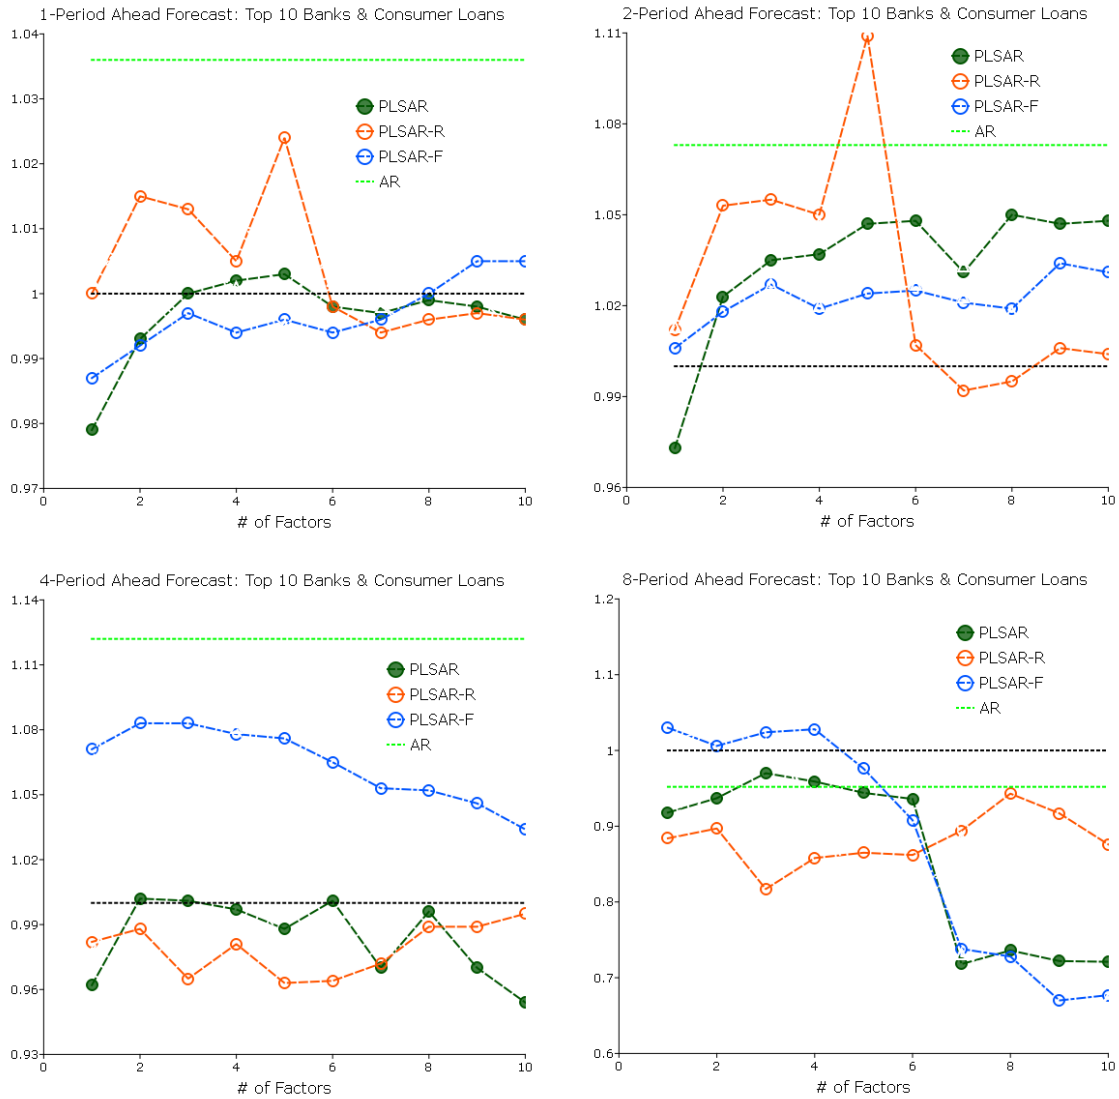 1-Period Ahead Forecast: Top 10 Banks & Consumer Loans
1.04
1.03
1.02
1.01
1
0.99
0.98
0.97
0
2
4
6
8
10
# of Factors
PLSAR
PLSAR-R
PLSAR-F
AR
2-Period Ahead Forecast: Top 10 Banks & Consumer Loans
1.11
1.08
1.05
1.02
0.99
0.96
0
2
4
6
8
10
# of Factors
PLSAR
PLSAR-R
PLSAR-F
AR
4-Period Ahead Forecast: Top 10 Banks & Consumer Loans
1.14
1.11
1.08
1.05
1.02
0.99
0.96
0.93
0
2
4
6
8
10
# of Factors
PLSAR
PLSAR-R
PLSAR-F
AR
8-Period Ahead Forecast: Top 10 Banks & Consumer Loans
1.2
1.1
1
0.9
0.8
0.7
0.6
0
2
4
6
8
10
# of Factors
PLSAR
PLSAR-R
PLSAR-F
AR